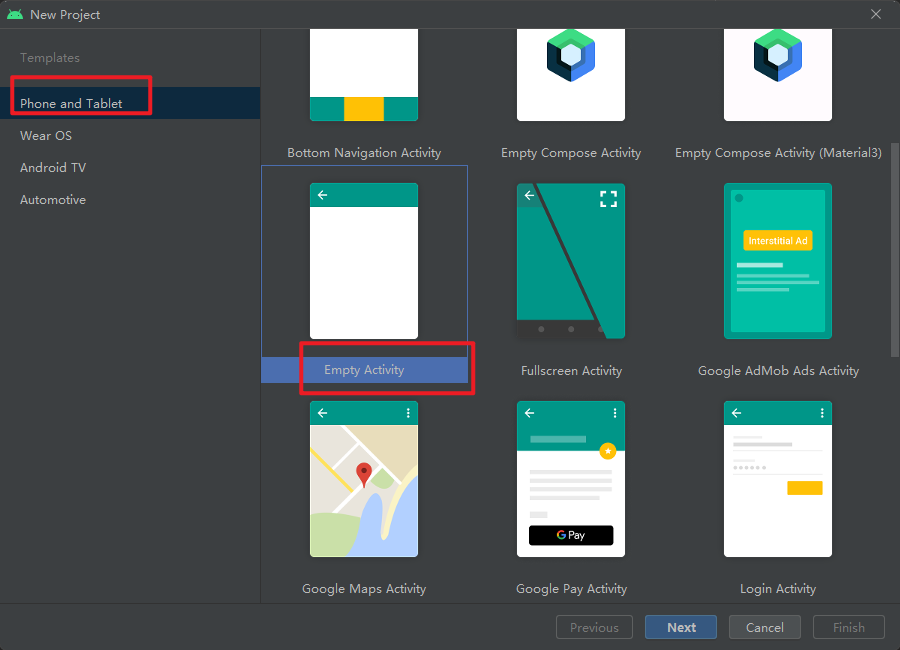 New Project
Templates
Phone and Tablet
Wear OS
Android TV
Automotive
Bottom Navigation Activity
Empty Compose Activity
Empty Compose Activity (Material3)
Interstitial Ad
Empty Activity
Fullscreen Activity
Google AdMob Ads Activity
G Pay
Google Maps Activity
Google Pay Activity
Login Activity
Previous
Next
Cancel
Finish